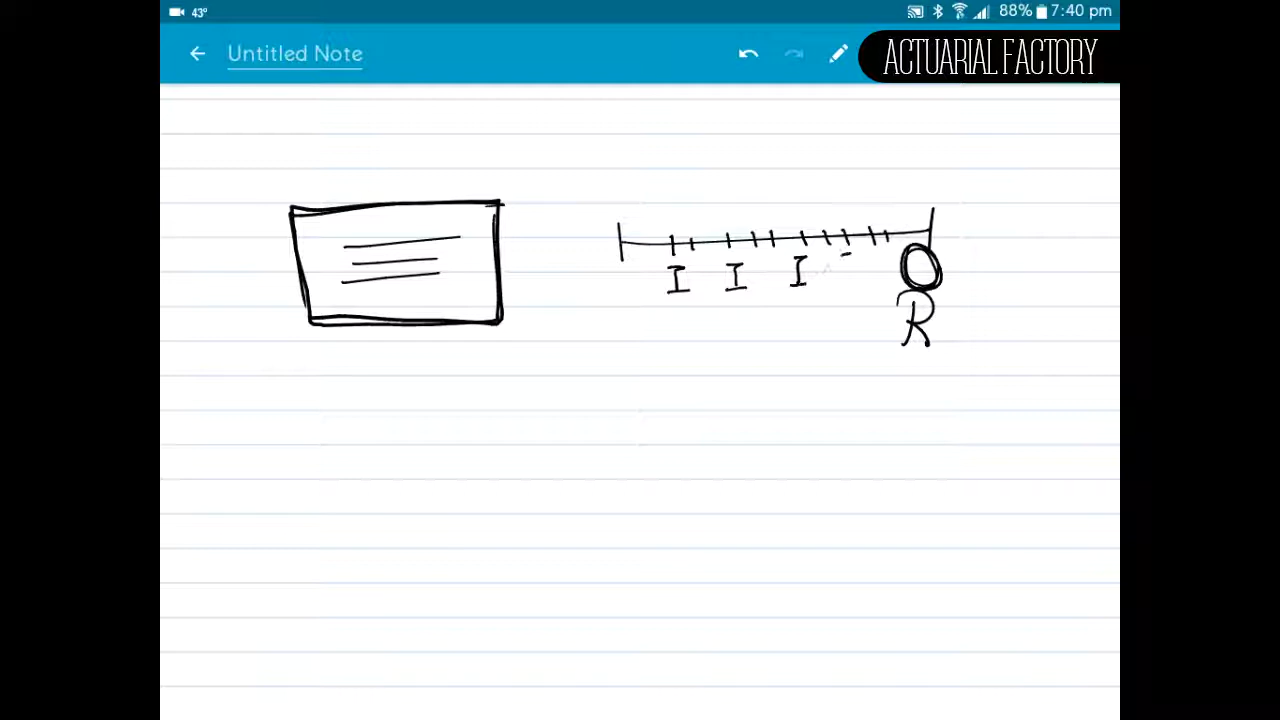 43°
88% 7:40 pm
Untitled Note
ACTUARIAL FACTORY
I I I
R